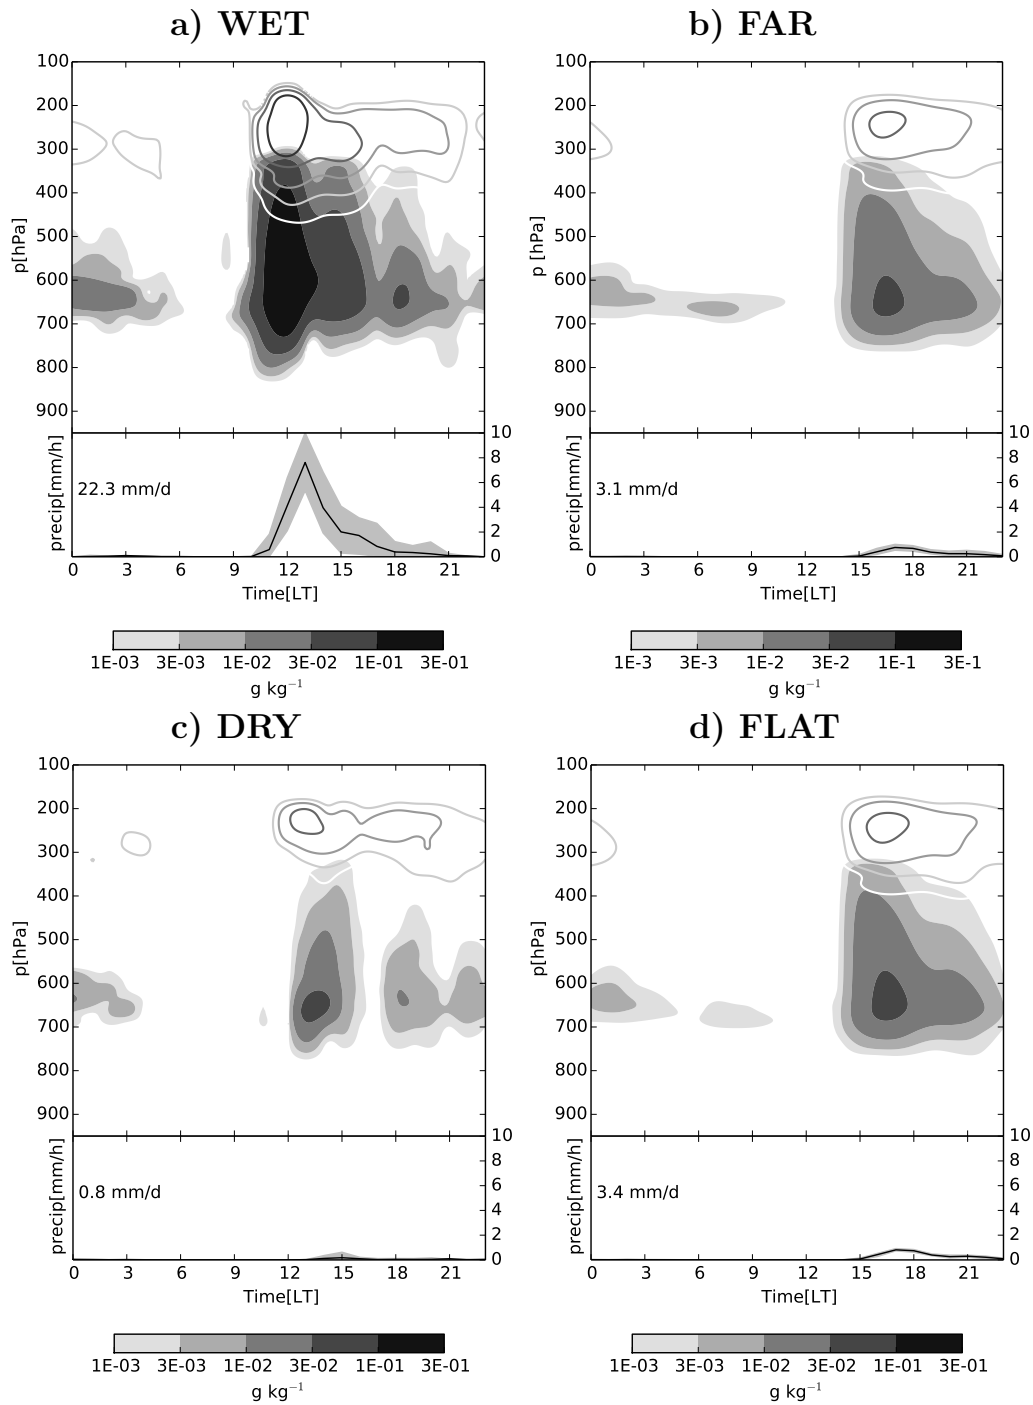 a) WET
100
200
300
400
500
600
700
800
900
p[hPa]
precip[mm/h]
22.3 mm/d
10
8
6
4
2
0
0 3 6 9 12 15 18 21
Time[LT]
1E-03 3E-03 1E-02 3E-02 1E-01 3E-01
g kg⁻¹
b) FAR
100
200
300
400
500
600
700
800
900
p [hPa]
precip[mm/h]
3.1 mm/d
10
8
6
4
2
0
0 3 6 9 12 15 18 21
Time[LT]
1E-3 3E-3 1E-2 3E-2 1E-1 3E-1
g kg⁻¹
c) DRY
100
200
300
400
500
600
700
800
900
p[hPa]
precip[mm/h]
0.8 mm/d
10
8
6
4
2
0
0 3 6 9 12 15 18 21
Time[LT]
1E-03 3E-03 1E-02 3E-02 1E-01 3E-01
g kg⁻¹
d) FLAT
100
200
300
400
500
600
700
800
900
p[hPa]
precip[mm/h]
3.4 mm/d
10
8
6
4
2
0
0 3 6 9 12 15 18 21
Time[LT]
1E-03 3E-03 1E-02 3E-02 1E-01 3E-01
g kg⁻¹